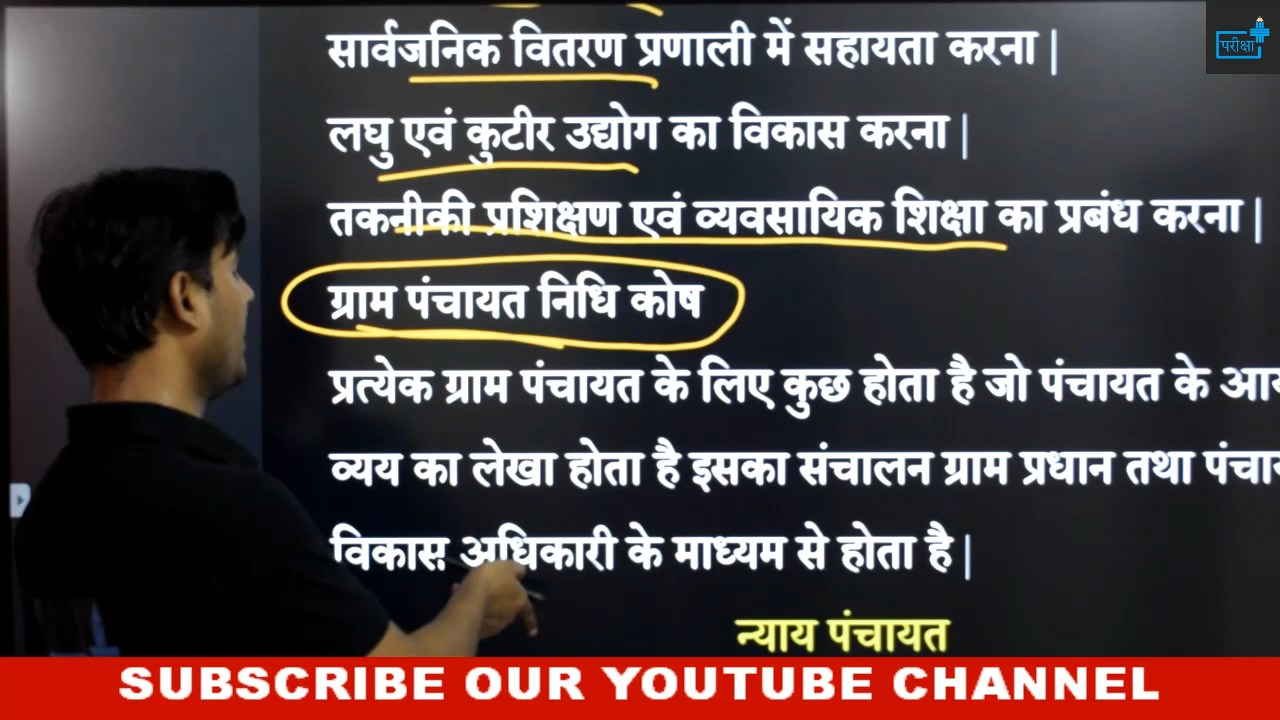 परीक्षा
सार्वजनिक वितरण प्रणाली में सहायता करना |
लघु एवं कुटीर उद्योग का विकास करना |
तकनीकी प्रशिक्षण एवं व्यवसायिक शिक्षा का प्रबंध करना |
ग्राम पंचायत निधि कोष
प्रत्येक ग्राम पंचायत के लिए कुछ होता है जो पंचायत के
व्यय का लेखा होता है इसका संचालन ग्राम प्रधान तथा
विकास अधिकारी के माध्यम से होता है |
न्याय पंचायत
SUBSCRIBE OUR YOUTUBE CHANNEL